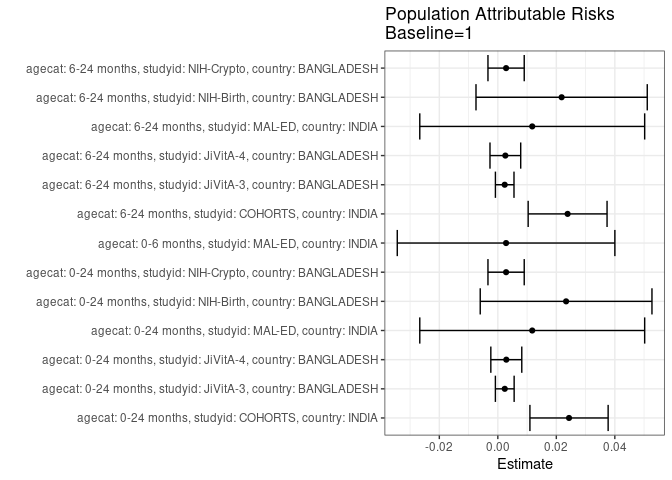 Population Attributable Risks
Baseline=1
agecat: 6-24 months, studyid: NIH-Crypto, country: BANGLADESH
agecat: 6-24 months, studyid: NIH-Birth, country: BANGLADESH
agecat: 6-24 months, studyid: MAL-ED, country: INDIA
agecat: 6-24 months, studyid: JiVitA-4, country: BANGLADESH
agecat: 6-24 months, studyid: JiVitA-3, country: BANGLADESH
agecat: 6-24 months, studyid: COHORTS, country: INDIA
agecat: 0-6 months, studyid: MAL-ED, country: INDIA
agecat: 0-24 months, studyid: NIH-Crypto, country: BANGLADESH
agecat: 0-24 months, studyid: NIH-Birth, country: BANGLADESH
agecat: 0-24 months, studyid: MAL-ED, country: INDIA
agecat: 0-24 months, studyid: JiVitA-4, country: BANGLADESH
agecat: 0-24 months, studyid: JiVitA-3, country: BANGLADESH
agecat: 0-24 months, studyid: COHORTS, country: INDIA
-0.02 0.00 0.02 0.04
Estimate